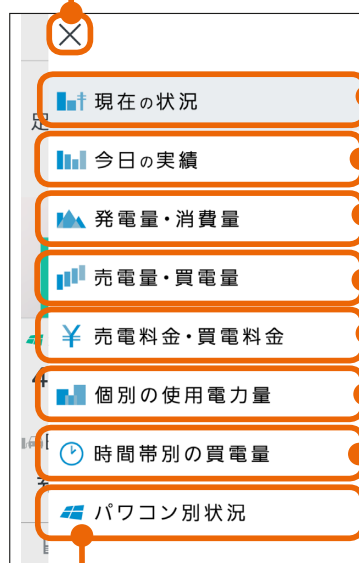 現在の状況
定
今日の実績
発電量・消費量
売電量・買電量
¥ 売電料金・買電料金
4
個別の使用電力量
時間帯別の買電量
パワコン別状況